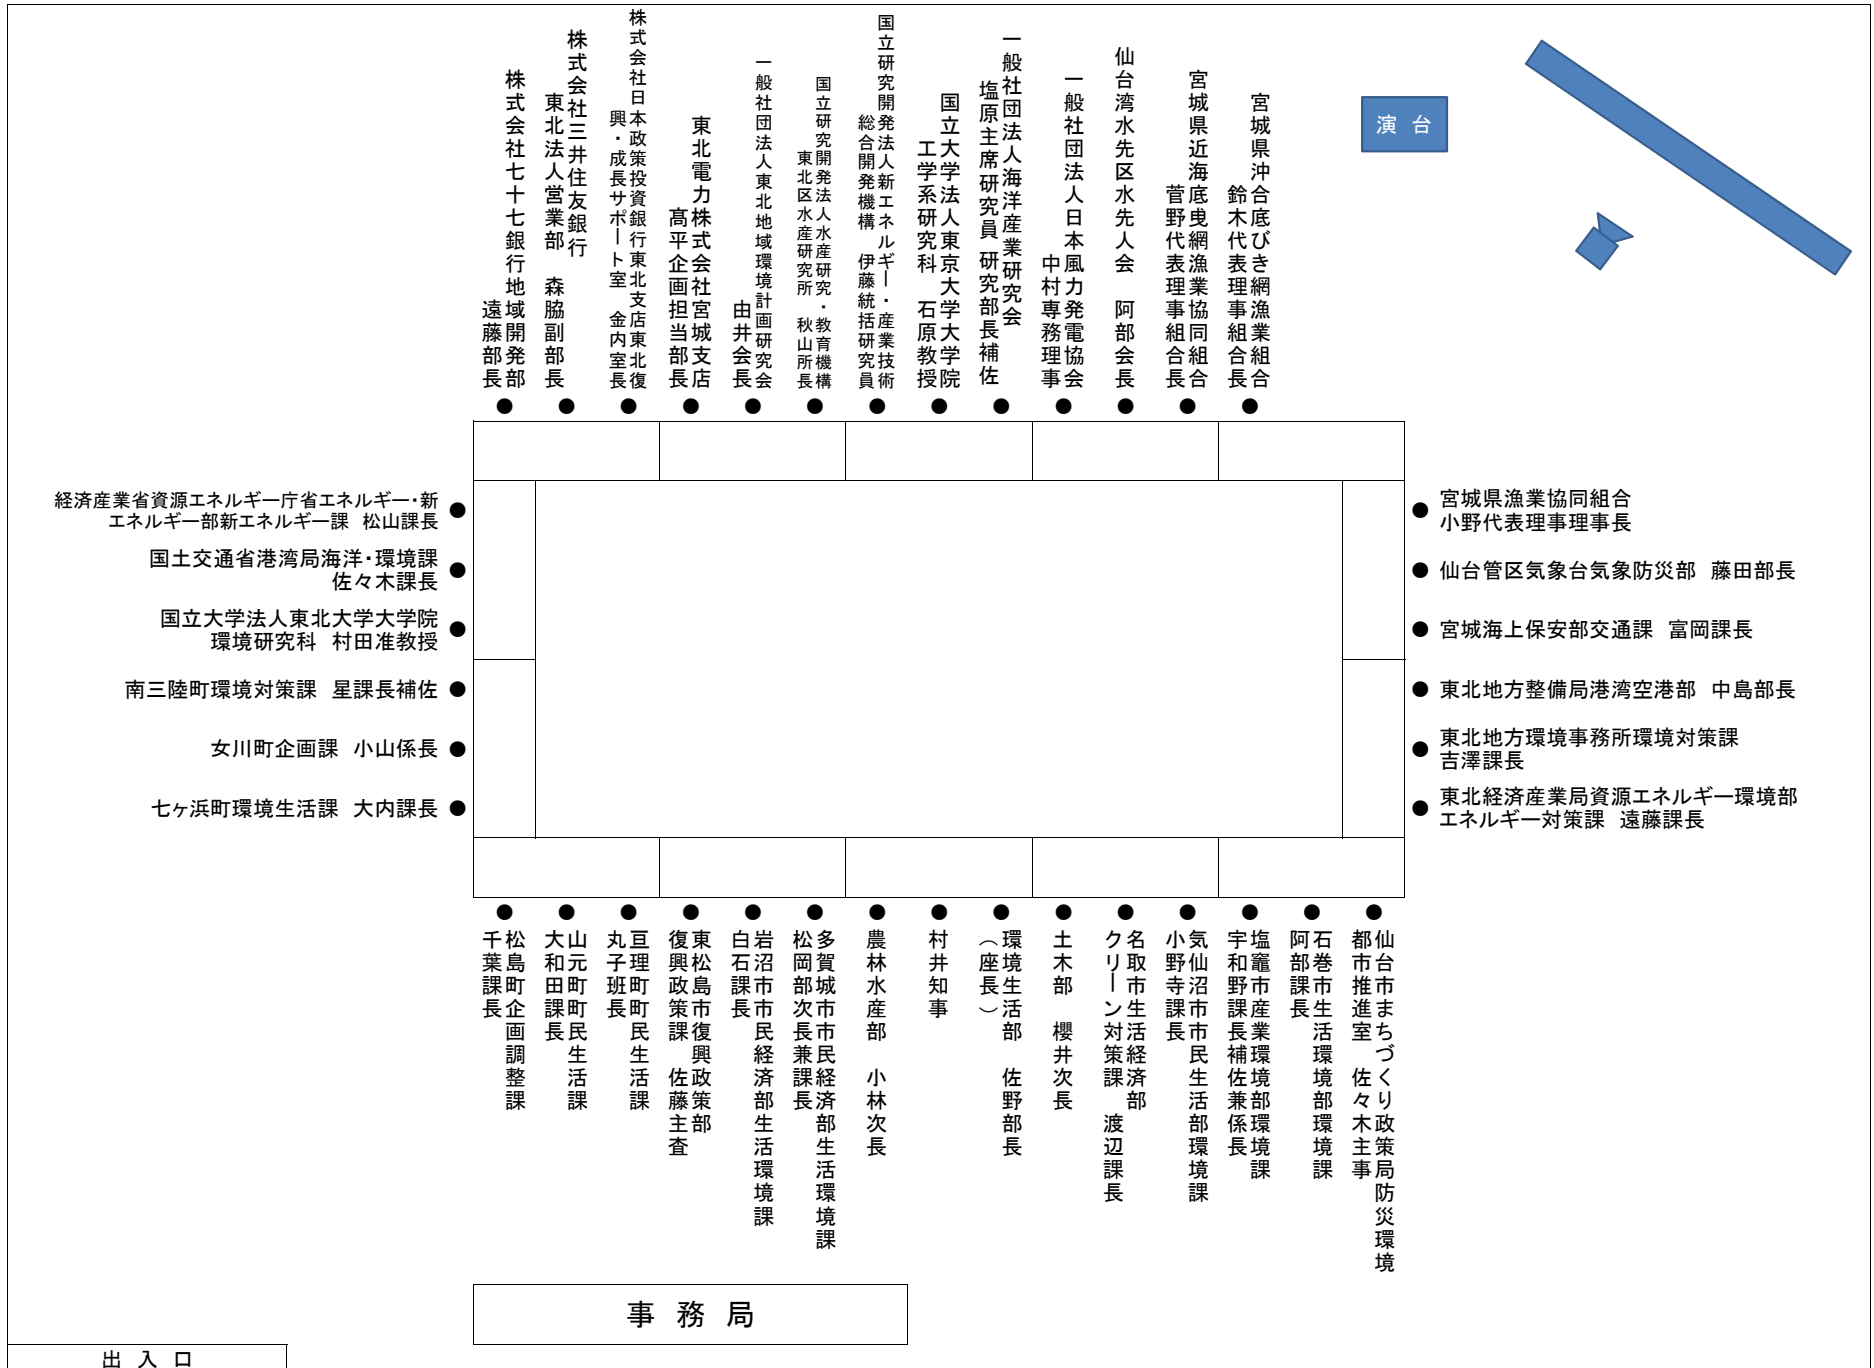 株式会社七十七銀行地域開発部
遠藤部長
株式会社三井住友銀行
東北法人営業部　森脇副部長
株式会社日本政策投資銀行東北支店東北復
興・成長サポート室　金内室長
東北電力株式会社宮城支店
髙平企画担当部長
一般社団法人東北地域環境計画研究会
由井会長
国立研究開発法人水産研究・教育機構
東北区水産研究所　秋山所長
国立研究開発法人新エネルギー・産業技術
総合開発機構　伊藤統括研究員
国立大学法人東京大学大学院
工学系研究科　石原教授
一般社団法人海洋産業研究会
塩原主席研究員 研究部長補佐
一般社団法人日本風力発電協会
中村専務理事
仙台湾水先区水先人会　阿部会長
宮城県近海底曳網漁業協同組合
菅野代表理事組合長
宮城県沖合底びき網漁業組合
鈴木代表理事組合長
演 台
経済産業省資源エネルギー庁省エネルギー・新
エネルギー部新エネルギー課　松山課長
国土交通省港湾局海洋・環境課
佐々木課長
国立大学法人東北大学大学院
環境研究科　村田准教授
南三陸町環境対策課　星課長補佐
女川町企画課　小山係長
七ヶ浜町環境生活課　大内課長
宮城県漁業協同組合
小野代表理事理事長
仙台管区気象台気象防災部　藤田部長
宮城海上保安部交通課　富岡課長
東北地方整備局港湾空港部　中島部長
東北地方環境事務所環境対策課
吉澤課長
東北経済産業局資源エネルギー環境部
エネルギー対策課　遠藤課長
松島町企画調整課
千葉課長
山元町町民生活課
大和田課長
亘理町町民生活課
丸子班長
東松島市復興政策部
復興政策課　佐藤主査
岩沼市市民経済部生活環境課
白石課長
多賀城市市民経済部生活環境課
松岡部次長兼課長
農林水産部　小林次長
村井知事
環境生活部　佐野部長
（座長）
土木部　櫻井次長
名取市生活経済部
クリーン対策課　渡辺課長
気仙沼市市民生活部環境課
小野寺課長
塩竈市産業環境部環境課
宇和野課長補佐兼係長
石巻市生活環境部環境課
阿部課長
仙台市まちづくり政策局防災環境
都市推進室　佐々木主事
事 務 局
出 入 口